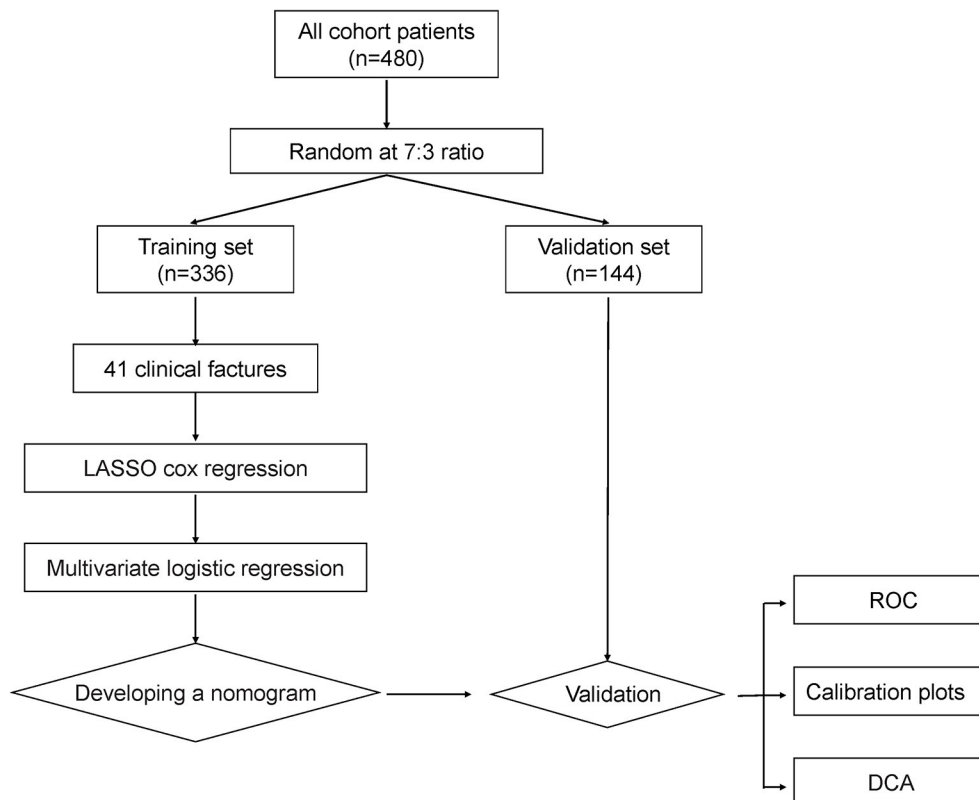 All cohort patients
(n=480)
Random at 7:3 ratio
Training set
(n=336)
Validation set
(n=144)
41 clinical factures
LASSO cox regression
Multivariate logistic regression
Developing a nomogram
Validation
ROC
Calibration plots
DCA